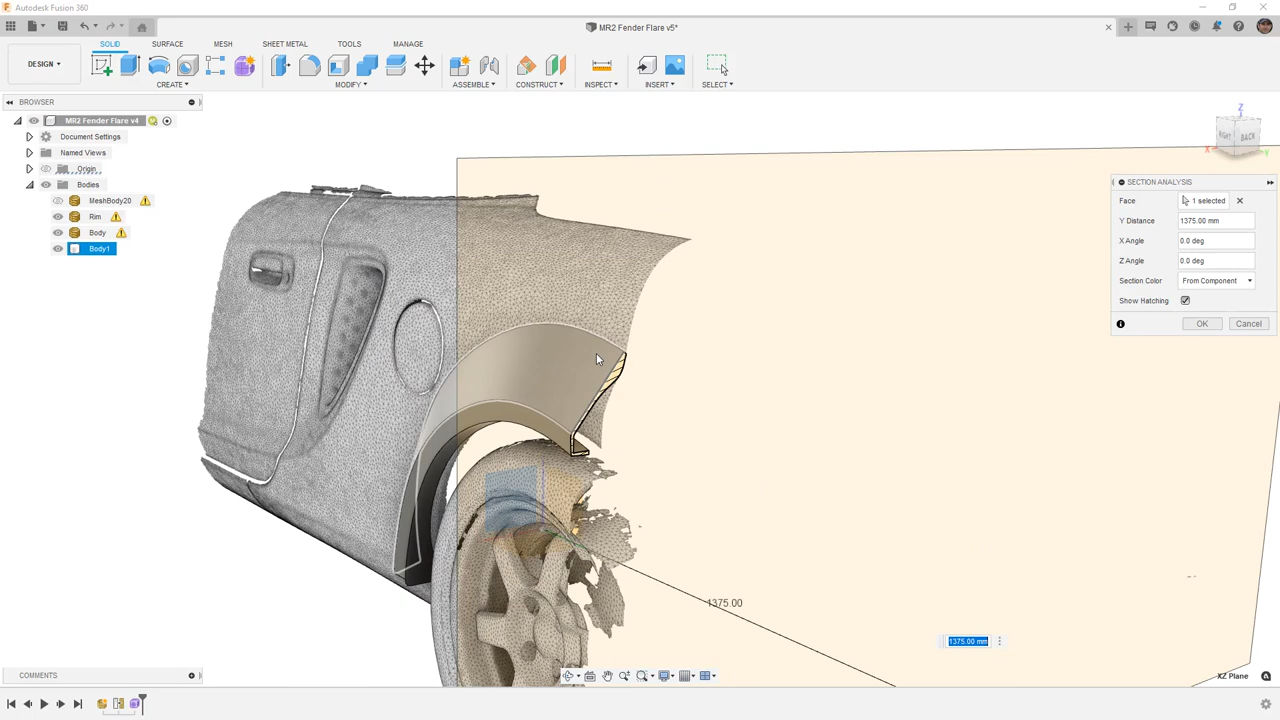 Autodesk Fusion 360
MR2 Fender Flare v5*
SOLID
SURFACE
MESH
SHEET METAL
TOOLS
MANAGE
DESIGN
CREATE
MODIFY
ASSEMBLE
CONSTRUCT
INSPECT
INSERT
SELECT
BROWSER
MR2 Fender Flare v4
Document Settings
Named Views
Origin
Bodies
MeshBody20
Rim
Body
Body1
Z
RIGHT
BACK
X
Y
SECTION ANALYSIS
Face
1 selected
Y Distance
1375.00 mm
X Angle
0.0 deg
Z Angle
0.0 deg
Section Color
From Component
Show Hatching
OK
Cancel
1375.00
1375.00 mm
COMMENTS
XZ Plane